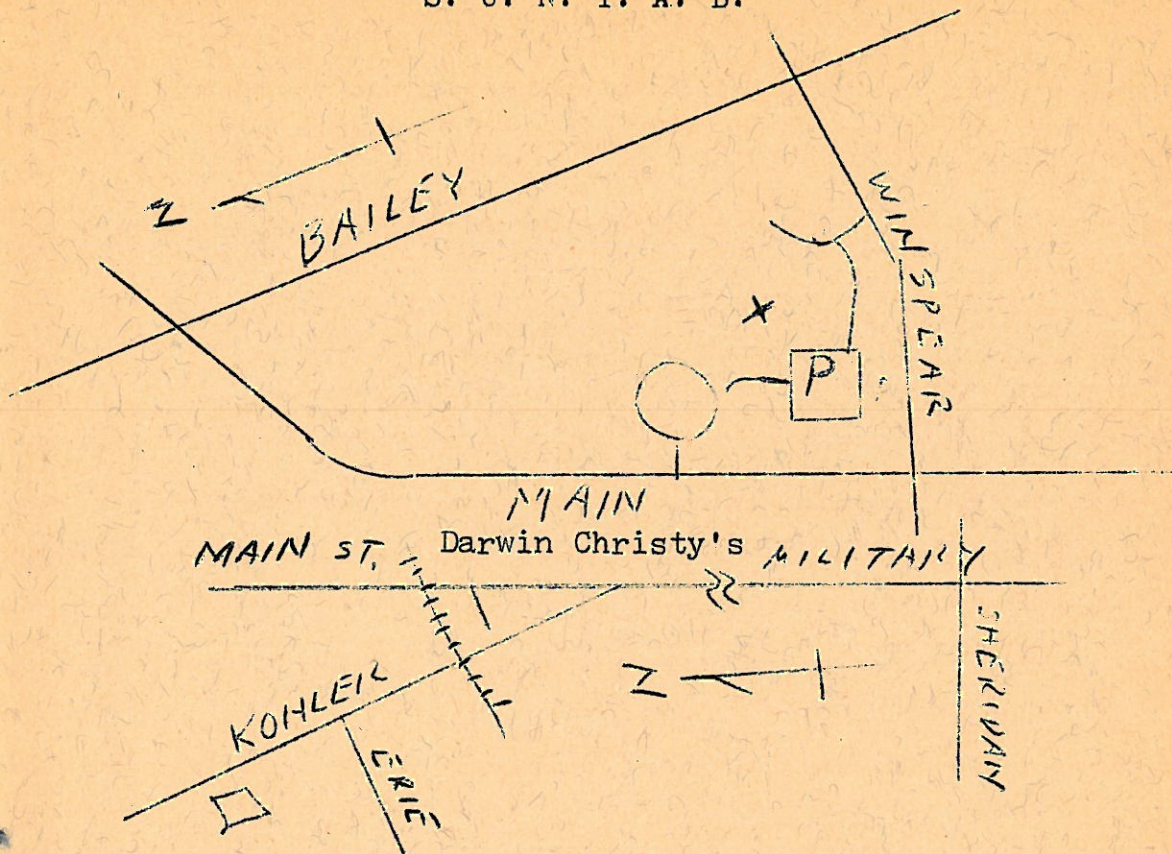 S. U. N. Y. A. B.
N
BAILEY
WINSPEAR
X
P
MAIN
Darwin Christy's
MAIN ST.
MILITARY
SHERIDAN
N
KOHLER
ERIE